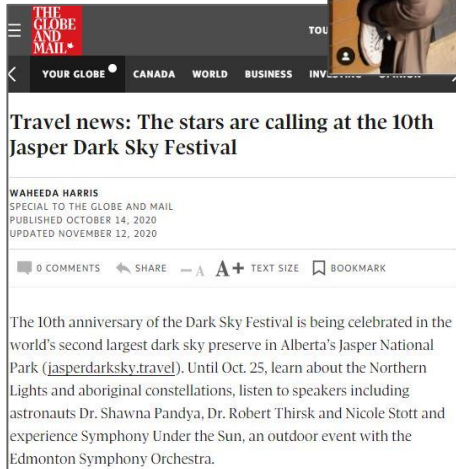 THE
GLOBE
AND
MAIL
TOU
YOUR GLOBE CANADA WORLD BUSINESS
Travel news: The stars are calling at the 10th
Jasper Dark Sky Festival
WAHEEDA HARRIS
SPECIAL TO THE GLOBE AND MAIL
PUBLISHED OCTOBER 14, 2020
UPDATED NOVEMBER 12, 2020
0 COMMENTS SHARE – A A+ TEXT SIZE BOOKMARK
The 10th anniversary of the Dark Sky Festival is being celebrated in the
world's second largest dark sky preserve in Alberta's Jasper National
Park (jasperdarksky.travel). Until Oct. 25, learn about the Northern
Lights and aboriginal constellations, listen to speakers including
astronauts Dr. Shawna Pandya, Dr. Robert Thirsk and Nicole Stott and
experience Symphony Under the Sun, an outdoor event with the
Edmonton Symphony Orchestra.